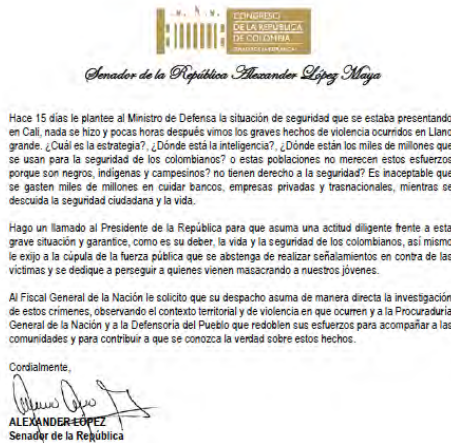 CONGRESO
DE LA REPÚBLICA
DE COLOMBIA
Senador de la República Alexander López Maya
Hace 15 días le plantee al Ministro de Defensa la situación de seguridad que se estaba presentando
en Cali, nada se hizo y pocas horas después vimos los graves hechos de violencia ocurridos en Llano
grande. ¿Cuál es la estrategia?, ¿Dónde está la inteligencia?, ¿Dónde están los miles de millones que
se usan para la seguridad de los colombianos? o estas poblaciones no merecen estos esfuerzos
porque son negros, indígenas y campesinos? no tienen derecho a la seguridad? Es inaceptable que
se gasten miles de millones en cuidar bancos, empresas privadas y trasnacionales, mientras se
descuida la seguridad ciudadana y la vida.
Hago un llamado al Presidente de la República para que asuma una actitud diligente frente a esta
grave situación y garantice, como es su deber, la vida y la seguridad de los colombianos, así mismo
le exijo a la cúpula de la fuerza pública que se abstenga de realizar señalamientos en contra de las
víctimas y se dedique a perseguir a quienes vienen masacrando a nuestros jóvenes.
Al Fiscal General de la Nación le solicito que su despacho asuma de manera directa la investigación
de estos crímenes, observando el contexto territorial y de violencia en que ocurren y a la Procuraduría
General de la Nación y a la Defensoría del Pueblo que redoblen sus esfuerzos para acompañar a las
comunidades y para contribuir a que se conozca la verdad sobre estos hechos.
Cordialmente,
ALEXANDER LÓPEZ
Senador de la República